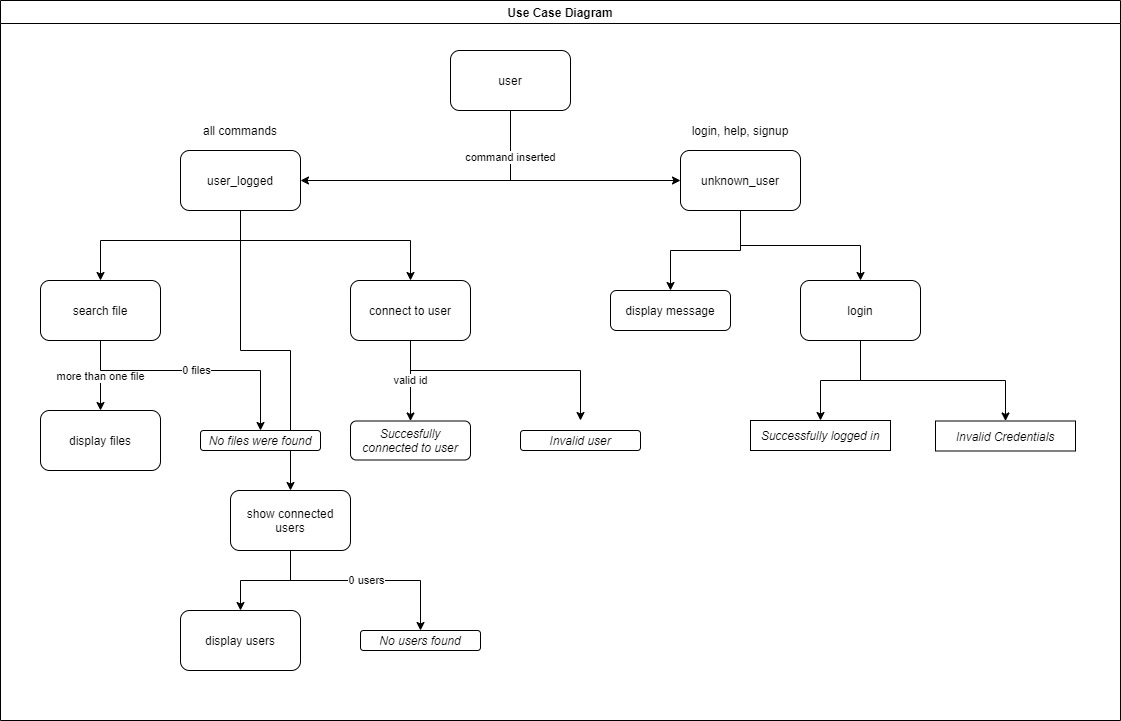 Use Case Diagram
user
all commands
login, help, signup
command inserted
user_logged
unknown_user
search file
connect to user
display message
login
more than one file
0 files
valid id
display files
No files were found
Succesfully
connected to user
Invalid user
Successfully logged in
Invalid Credentials
show connected
users
0 users
display users
No users found